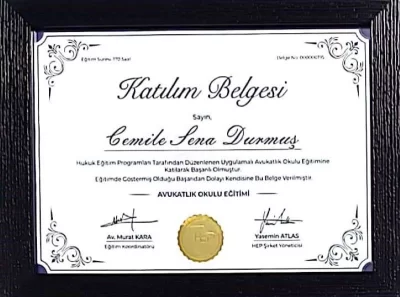 Katılım Belgesi
Sayın,
Cemile Sena Durmuş
Hukuk Eğitim Programları Tarafından Düzenlenen Uygulamalı Avukatlık Okulu Eğitimine
Katılarak Başarılı Olmuştur.
Eğitimde Göstermiş Olduğu Başarıdan Dolayı Kendisine Bu Belge Verilmiştir.
AVUKATLIK OKULU EĞİTİMİ
Av. Murat KARA
Yasemin ATLAS
Eğitim Koordinatörü
HEP Şirket Yöneticisi